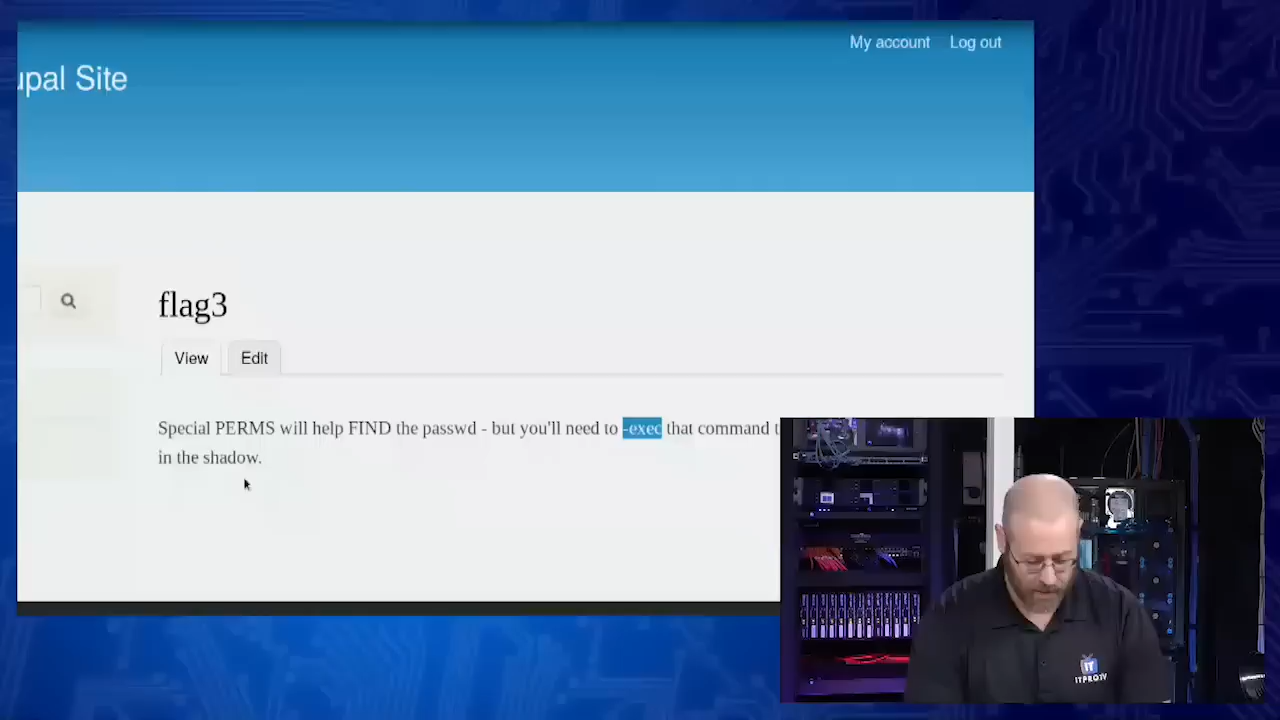 My account Log out
upal Site
flag3
View Edit
Special PERMS will help FIND the passwd - but you'll need to -exec that command
in the shadow.
ITPROTV